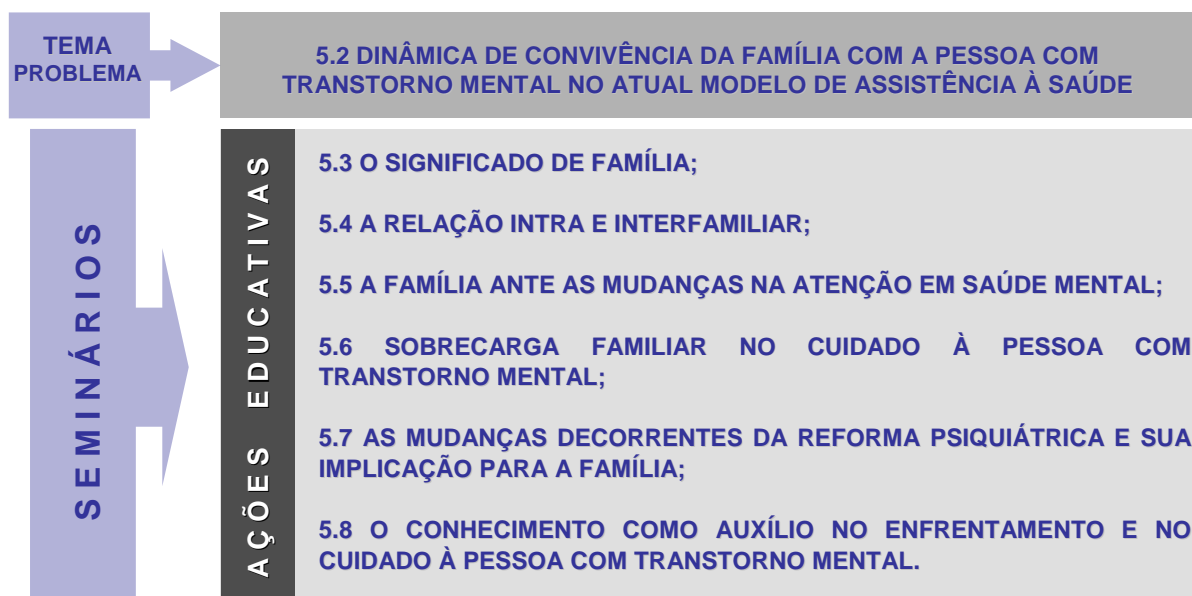 TEMA
PROBLEMA
5.2 DINÂMICA DE CONVIVÊNCIA DA FAMÍLIA COM A PESSOA COM
TRANSTORNO MENTAL NO ATUAL MODELO DE ASSISTÊNCIA À SAÚDE
SEMINÁRIOS
AÇÕES EDUCATIVAS
5.3 O SIGNIFICADO DE FAMÍLIA;
5.4 A RELAÇÃO INTRA E INTERFAMILIAR;
5.5 A FAMÍLIA ANTE AS MUDANÇAS NA ATENÇÃO EM SAÚDE MENTAL;
5.6 SOBRECARGA FAMILIAR NO CUIDADO À PESSOA COM
TRANSTORNO MENTAL;
5.7 AS MUDANÇAS DECORRENTES DA REFORMA PSIQUIÁTRICA E SUA
IMPLICAÇÃO PARA A FAMÍLIA;
5.8 O CONHECIMENTO COMO AUXÍLIO NO ENFRENTAMENTO E NO
CUIDADO À PESSOA COM TRANSTORNO MENTAL.